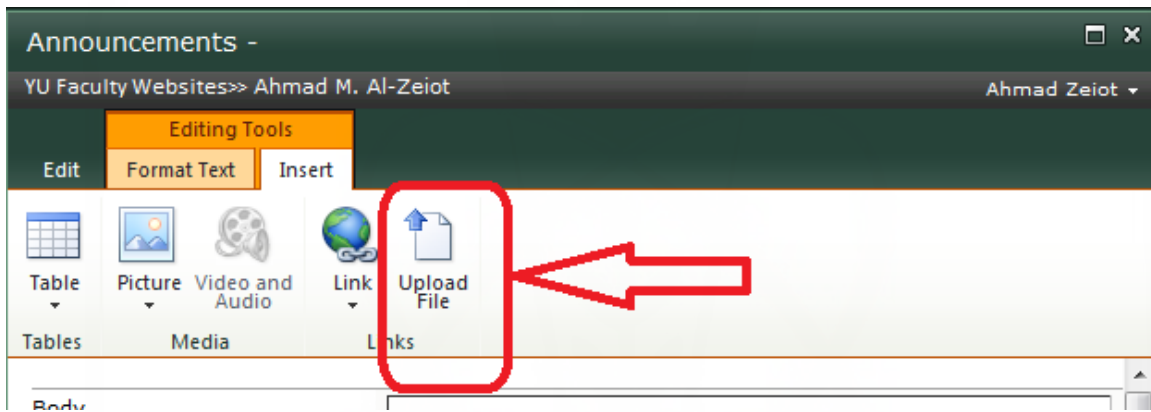 Announcements -
YU Faculty Websites>> Ahmad M. Al-Zeiot
Ahmad Zeiot
Editing Tools
Edit
Format Text
Insert
Table
Picture
Video and
Audio
Link
Upload
File
Tables
Media
Links
Body